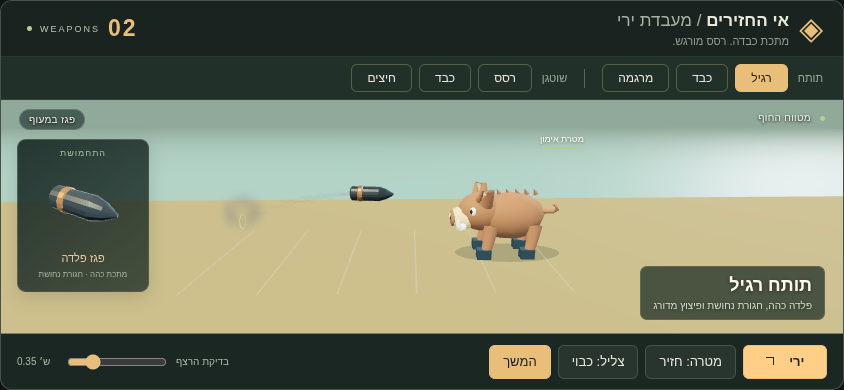 אי החזירים / מעבדת ירי
מתכת כבדה. רסס מורגש.
WEAPONS 02
תותח
רגיל
כבד
מרגמה
שוטגן
רסס
כבד
חיצים
מטווח החוף
פגז במעוף
מטרת אימון
התחמושת
פגז פלדה
מתכת כהה · חגורת נחושת
תותח רגיל
פלדה כהה, חגורת נחושת ופיצוץ מדורג
ירי ר
מטרה: חזיר
צליל: כבוי
המשך
בדיקת הרצף
0.35 ש׳